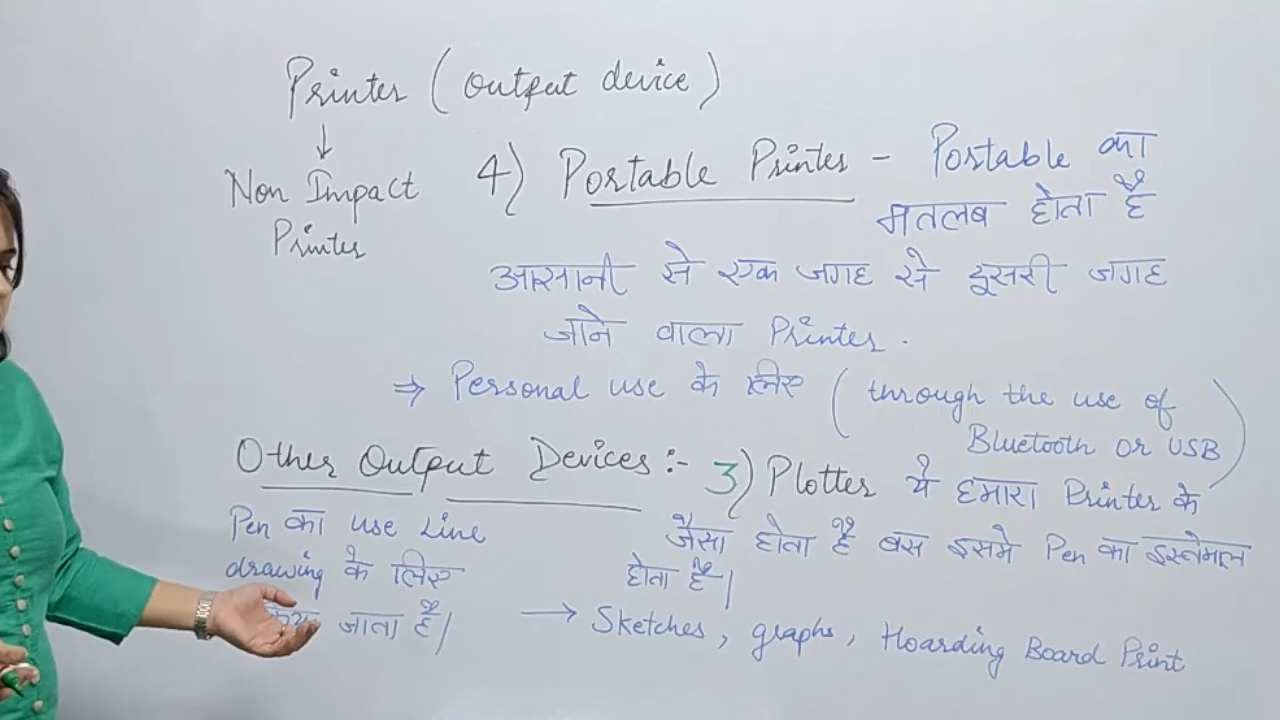 Printer (Output device)
↓
Non Impact
Printer
4) Portable Printer - Portable का
मतलब होता है
आसानी से एक जगह से दूसरी जगह
जाने वाला Printer.
⇒ Personal use के लिए (through the use of
Bluetooth or USB)
Other Output Devices:-
3) Plotter ये हमारा Printer के
जैसा होता है बस इसमे Pen का इस्तेमाल
होता है|
→ Sketches, graphs, Hoarding Board Print
Pen का use Line
drawing के लिए
जाता है|